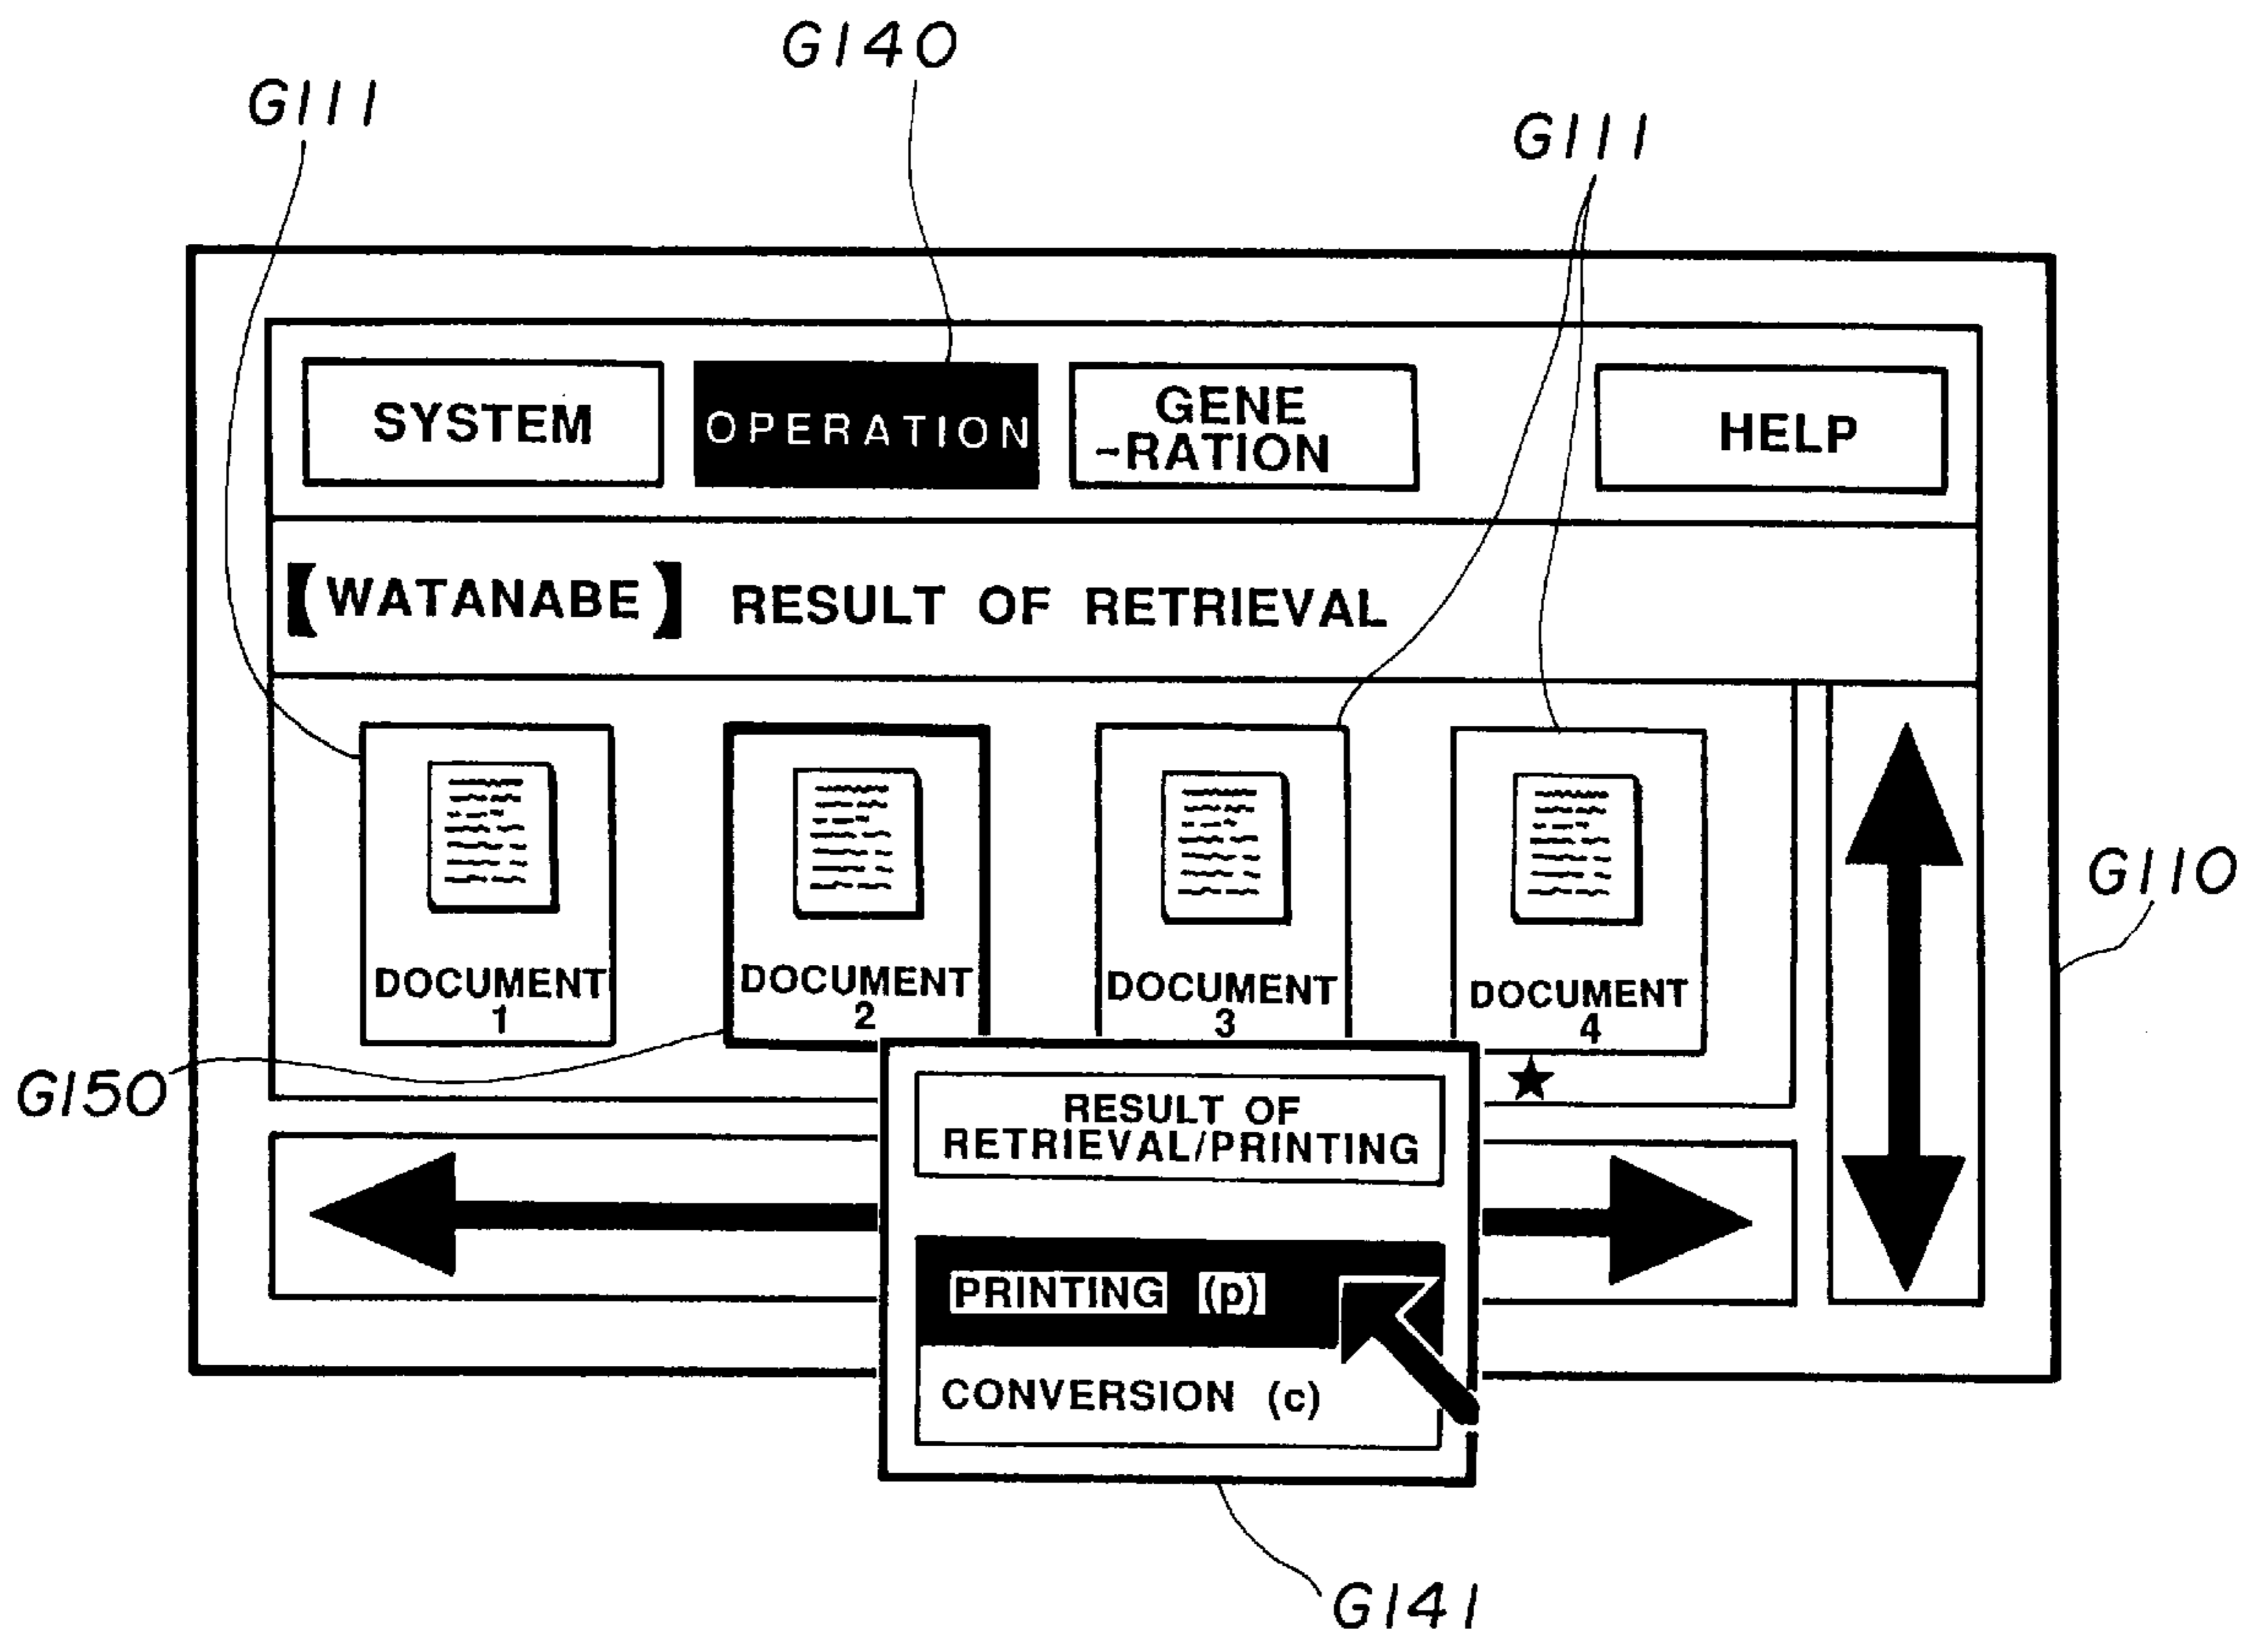 G140
G111
G111
SYSTEM
OPERATION
GENE
-RATION
HELP
【WATANABE】 RESULT OF RETRIEVAL
DOCUMENT
1
DOCUMENT
2
DOCUMENT
3
DOCUMENT
4
G110
G150
★
RESULT OF
RETRIEVAL/PRINTING
PRINTING (p)
CONVERSION (c)
G141